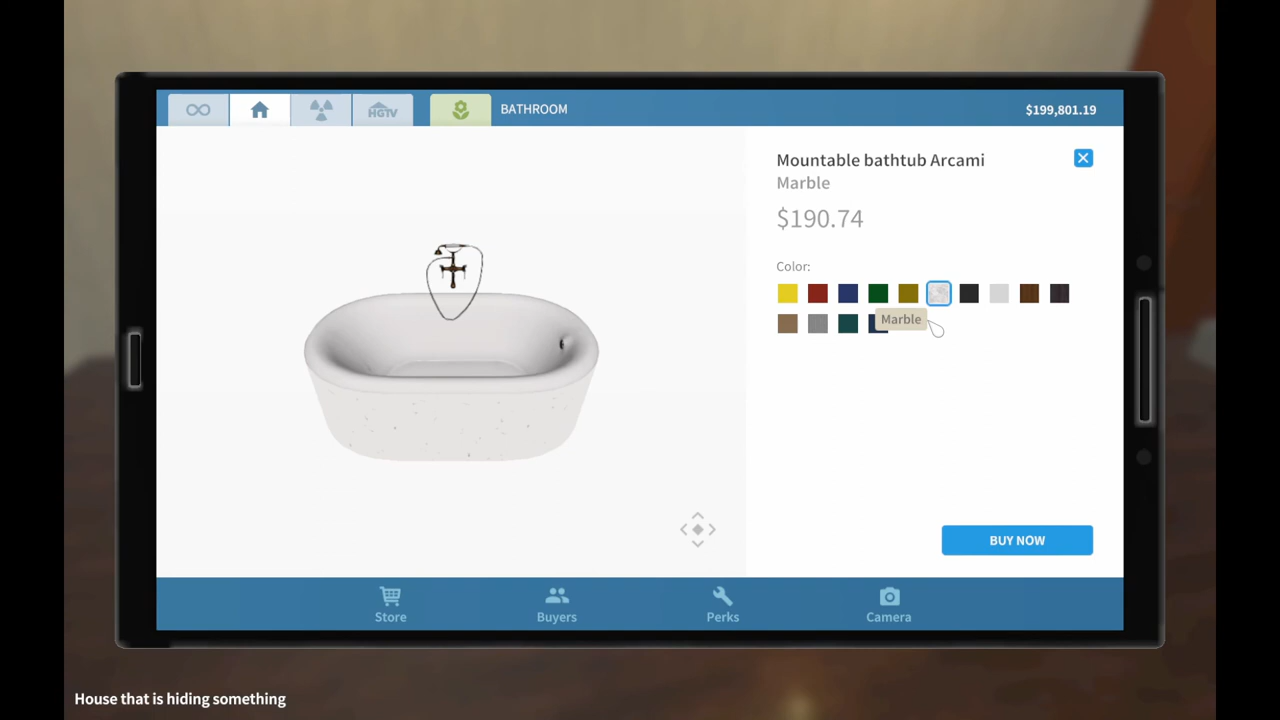 HGTV
BATHROOM
$199,801.19
Mountable bathtub Arcami
Marble
$190.74
Color:
Marble
BUY NOW
Store
Buyers
Perks
Camera
House that is hiding something